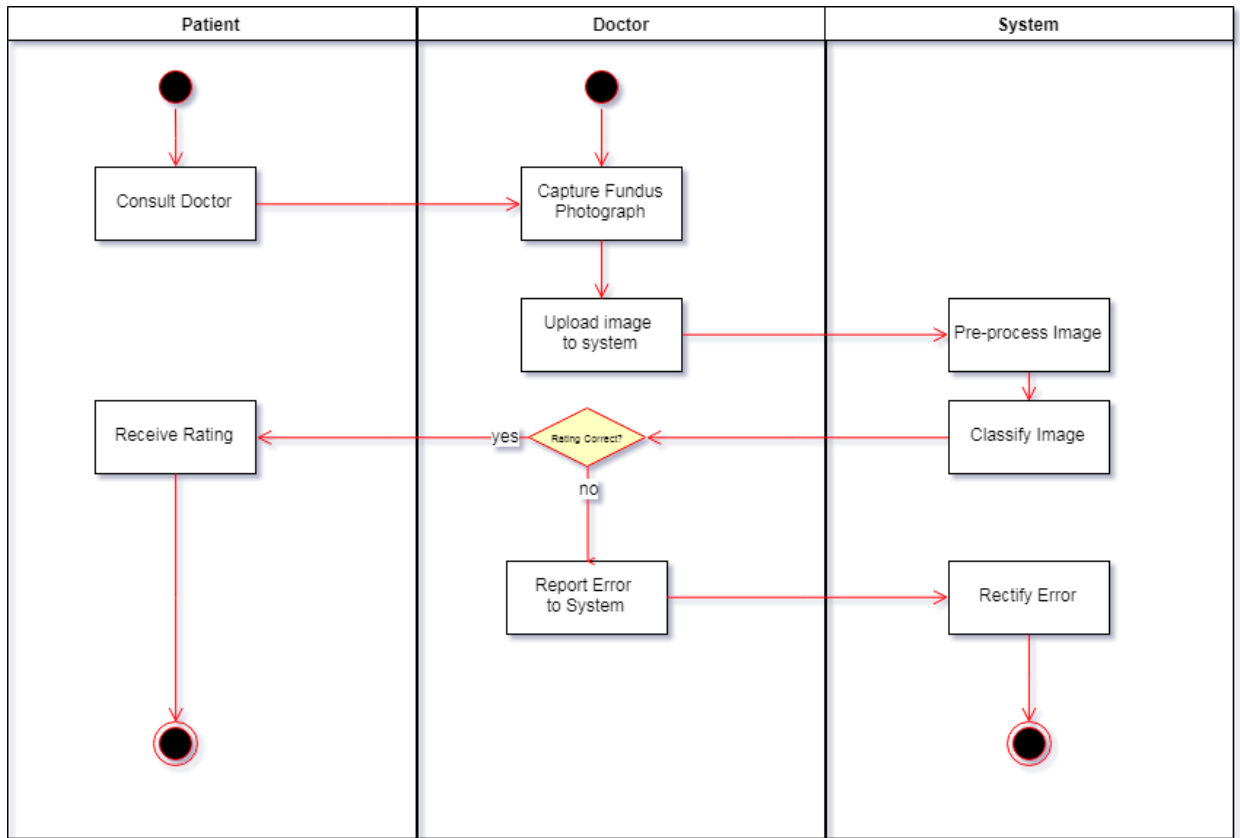 Patient
Doctor
System
Consult Doctor
Capture Fundus
Photograph
Upload image
to system
Pre-process Image
Receive Rating
yes
Rating Correct?
Classify Image
no
Report Error
to System
Rectify Error